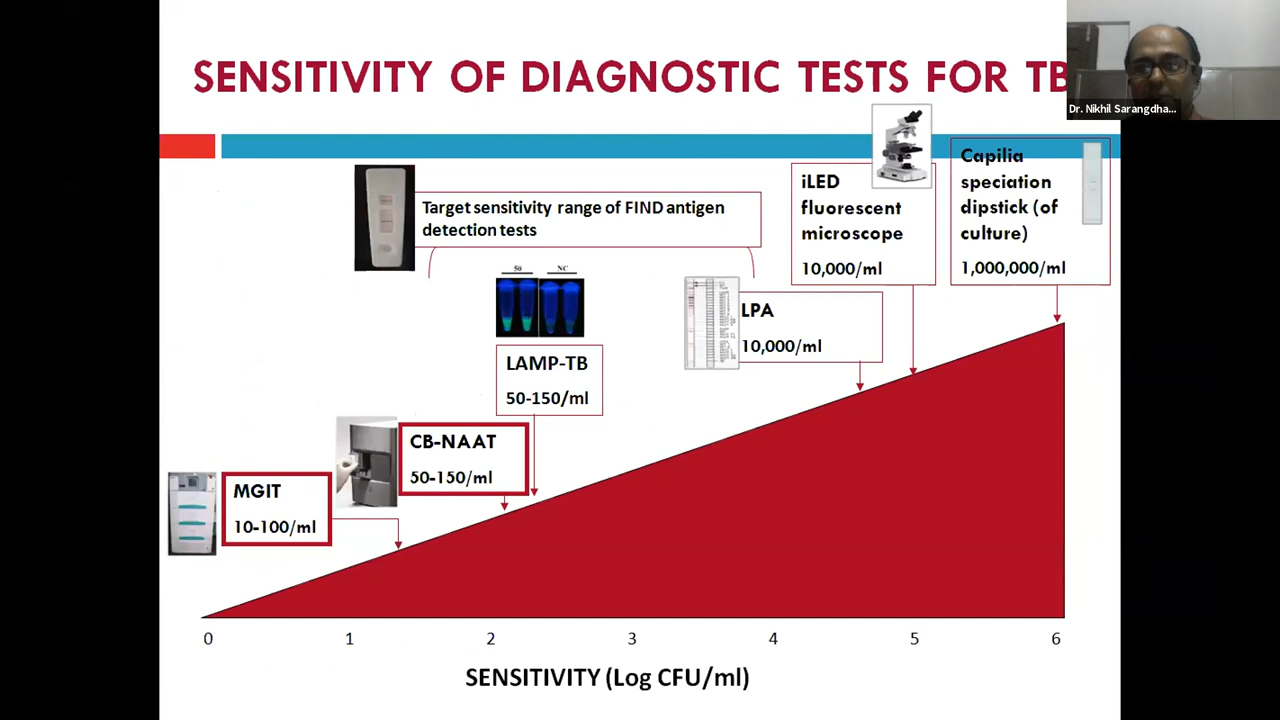 SENSITIVITY OF DIAGNOSTIC TESTS FOR TB
Dr. Nikhil Sarangdha...
Target sensitivity range of FIND antigen
detection tests
iLED
fluorescent
microscope
10,000/ml
Capilia
speciation
dipstick (of
culture)
1,000,000/ml
50 NC
LPA
10,000/ml
LAMP-TB
50-150/ml
CB-NAAT
50-150/ml
MGIT
10-100/ml
0 1 2 3 4 5 6
SENSITIVITY (Log CFU/ml)